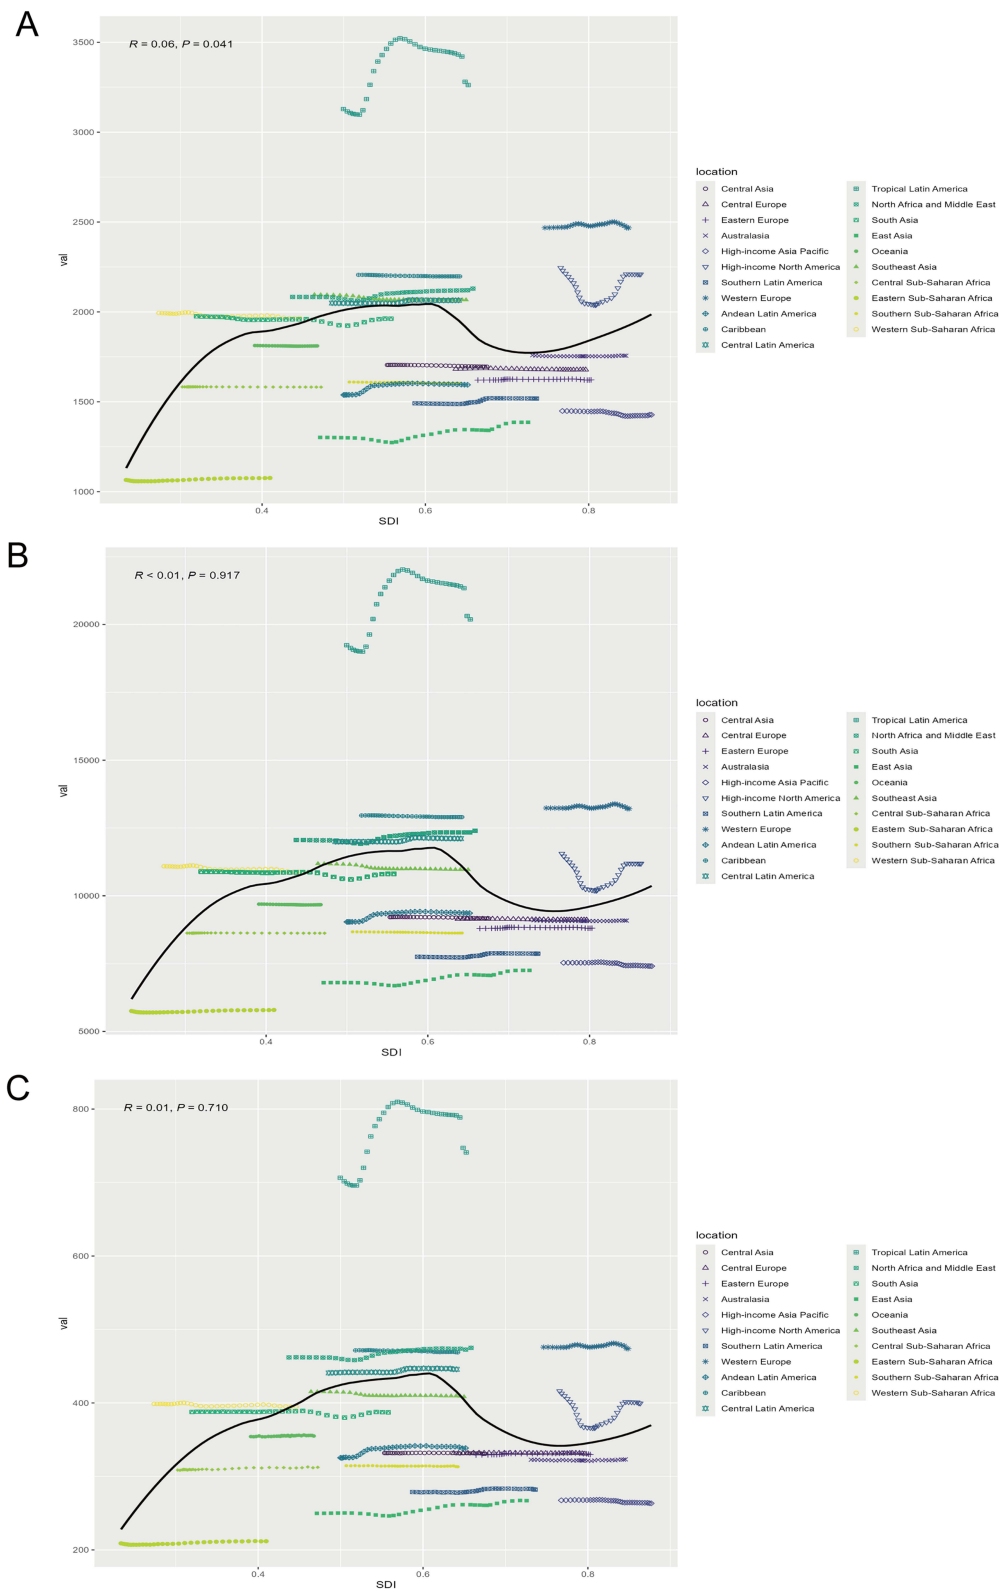 A
R = 0.06, P = 0.041
3500
3000
2500
2000
1500
1000
val
0.4 0.6 0.8
SDI
location
Central Asia Tropical Latin America
Central Europe North Africa and Middle East
Eastern Europe South Asia
Australasia East Asia
High-income Asia Pacific Oceania
High-income North America Southeast Asia
Southern Latin America Central Sub-Saharan Africa
Western Europe Eastern Sub-Saharan Africa
Andean Latin America Southern Sub-Saharan Africa
Caribbean Western Sub-Saharan Africa
Central Latin America
B
R < 0.01, P = 0.917
20000
15000
10000
5000
val
0.4 0.6 0.8
SDI
location
Central Asia Tropical Latin America
Central Europe North Africa and Middle East
Eastern Europe South Asia
Australasia East Asia
High-income Asia Pacific Oceania
High-income North America Southeast Asia
Southern Latin America Central Sub-Saharan Africa
Western Europe Eastern Sub-Saharan Africa
Andean Latin America Southern Sub-Saharan Africa
Caribbean Western Sub-Saharan Africa
Central Latin America
C
R = 0.01, P = 0.710
800
600
400
200
val
0.4 0.6 0.8
SDI
location
Central Asia Tropical Latin America
Central Europe North Africa and Middle East
Eastern Europe South Asia
Australasia East Asia
High-income Asia Pacific Oceania
High-income North America Southeast Asia
Southern Latin America Central Sub-Saharan Africa
Western Europe Eastern Sub-Saharan Africa
Andean Latin America Southern Sub-Saharan Africa
Caribbean Western Sub-Saharan Africa
Central Latin America